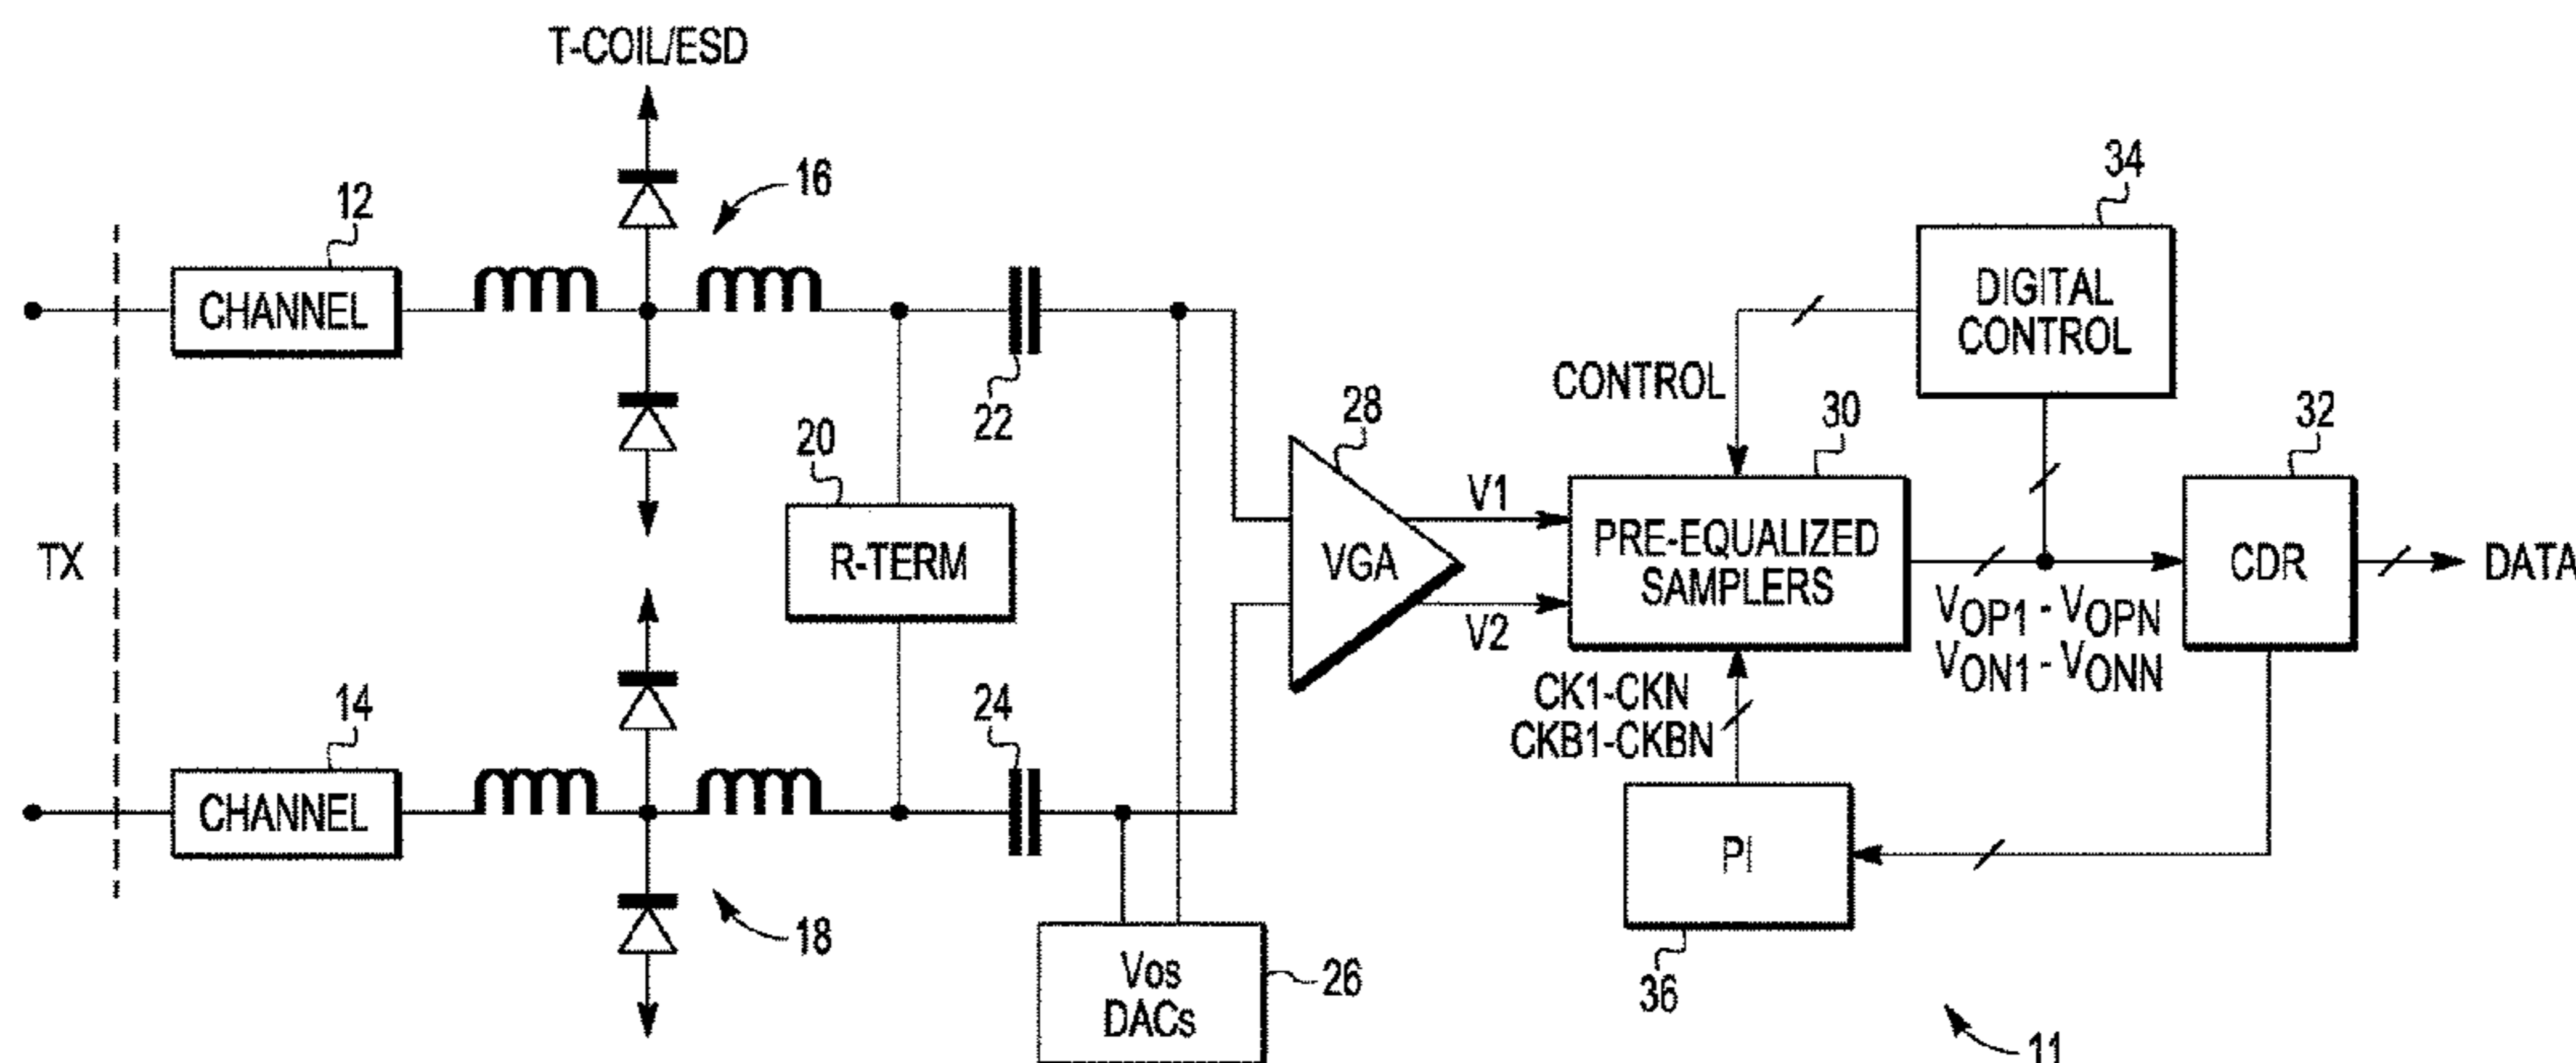 T-COIL/ESD
16
34
12
CHANNEL
DIGITAL
CONTROL
CONTROL
22
28
30
32
20
V1
TX
R-TERM
VGA
PRE-EQUALIZED
SAMPLERS
CDR
DATA
V2
VOP1 - VOPN
VON1 - VONN
CK1-CKN
CKB1-CKBN
14
24
CHANNEL
PI
18
Vos
DACs
26
36
11